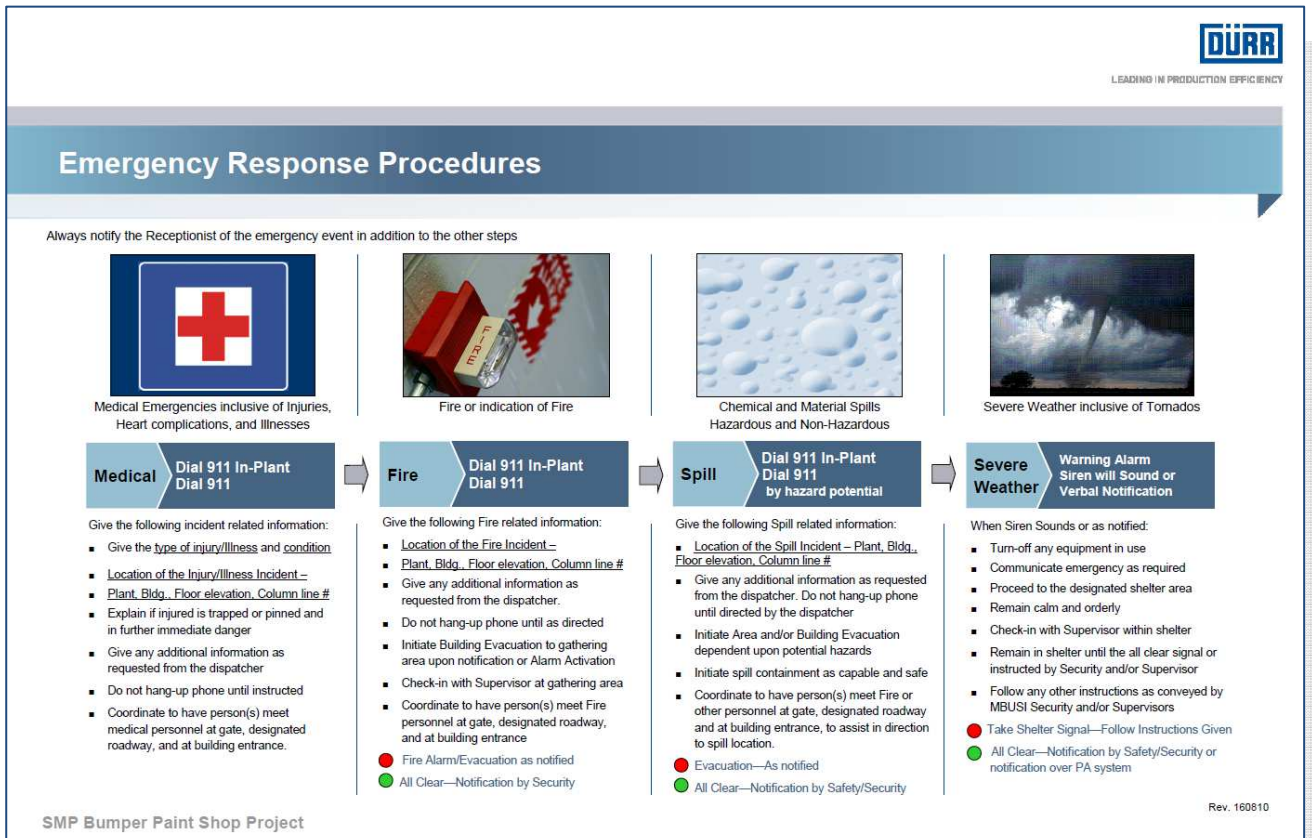 DÜRR
LEADING IN PRODUCTION EFFICIENCY
Emergency Response Procedures
Always notify the Receptionist of the emergency event in addition to the other steps
Medical Emergencies inclusive of Injuries,
Heart complications, and Illnesses
Medical
Dial 911 In-Plant
Dial 911
Give the following incident related information:
■ Give the type of injury/Illness and condition
■ Location of the Injury/Illness Incident –
■ Plant, Bldg., Floor elevation, Column line #
■ Explain if injured is trapped or pinned and
in further immediate danger
■ Give any additional information as
requested from the dispatcher
■ Do not hang-up phone until instructed
■ Coordinate to have person(s) meet
medical personnel at gate, designated
roadway, and at building entrance.
FIRE
Fire or indication of Fire
Fire
Dial 911 In-Plant
Dial 911
Give the following Fire related information:
■ Location of the Fire Incident –
■ Plant, Bldg., Floor elevation, Column line #
■ Give any additional information as
requested from the dispatcher.
■ Do not hang-up phone until as directed
■ Initiate Building Evacuation to gathering
area upon notification or Alarm Activation
■ Check-in with Supervisor at gathering area
■ Coordinate to have person(s) meet Fire
personnel at gate, designated roadway,
and at building entrance
Fire Alarm/Evacuation as notified
All Clear—Notification by Security
Chemical and Material Spills
Hazardous and Non-Hazardous
Spill
Dial 911 In-Plant
Dial 911
by hazard potential
Give the following Spill related information:
■ Location of the Spill Incident – Plant, Bldg.,
Floor elevation, Column line #
■ Give any additional information as requested
from the dispatcher. Do not hang-up phone
until directed by the dispatcher
■ Initiate Area and/or Building Evacuation
dependent upon potential hazards
■ Initiate spill containment as capable and safe
■ Coordinate to have person(s) meet Fire or
other personnel at gate, designated roadway
and at building entrance, to assist in direction
to spill location.
Evacuation—As notified
All Clear—Notification by Safety/Security
Severe Weather inclusive of Tornados
Severe
Weather
Warning Alarm
Siren will Sound or
Verbal Notification
When Siren Sounds or as notified:
■ Turn-off any equipment in use
■ Communicate emergency as required
■ Proceed to the designated shelter area
■ Remain calm and orderly
■ Check-in with Supervisor within shelter
■ Remain in shelter until the all clear signal or
instructed by Security and/or Supervisor
■ Follow any other instructions as conveyed by
MBUSI Security and/or Supervisors
Take Shelter Signal—Follow Instructions Given
All Clear—Notification by Safety/Security or
notification over PA system
Rev. 160810
SMP Bumper Paint Shop Project